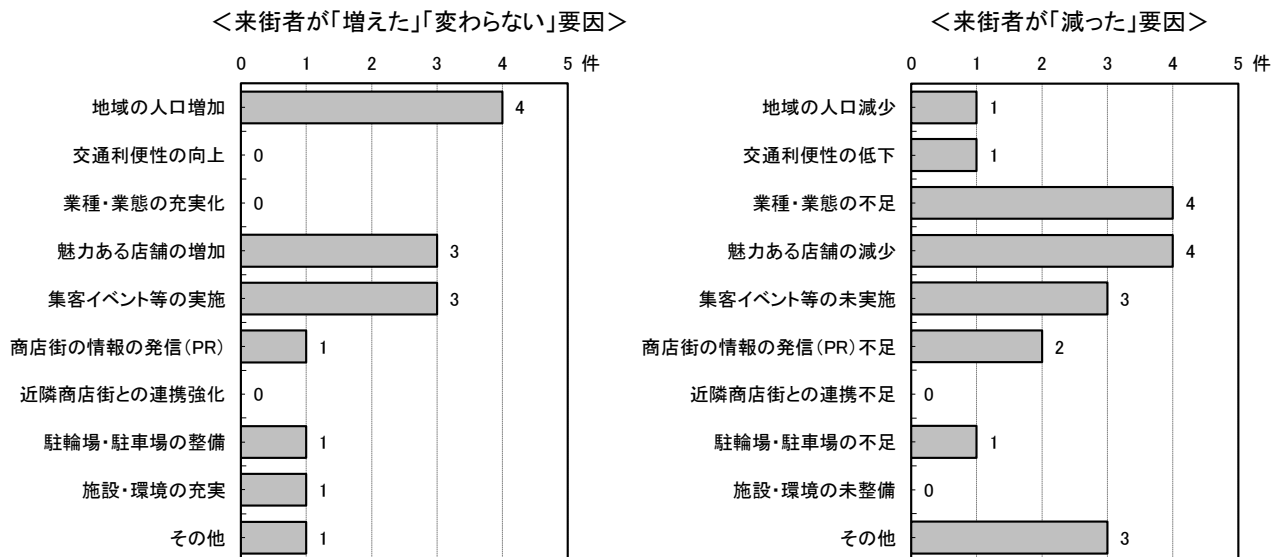 <来街者が「増えた」「変わらない」要因>
0 1 2 3 4 5 件
地域の人口増加 4
交通利便性の向上 0
業種・業態の充実化 0
魅力ある店舗の増加 3
集客イベント等の実施 3
商店街の情報の発信(PR) 1
近隣商店街との連携強化 0
駐輪場・駐車場の整備 1
施設・環境の充実 1
その他 1
<来街者が「減った」要因>
0 1 2 3 4 5 件
地域の人口減少 1
交通利便性の低下 1
業種・業態の不足 4
魅力ある店舗の減少 4
集客イベント等の未実施 3
商店街の情報の発信(PR)不足 2
近隣商店街との連携不足 0
駐輪場・駐車場の不足 1
施設・環境の未整備 0
その他 3